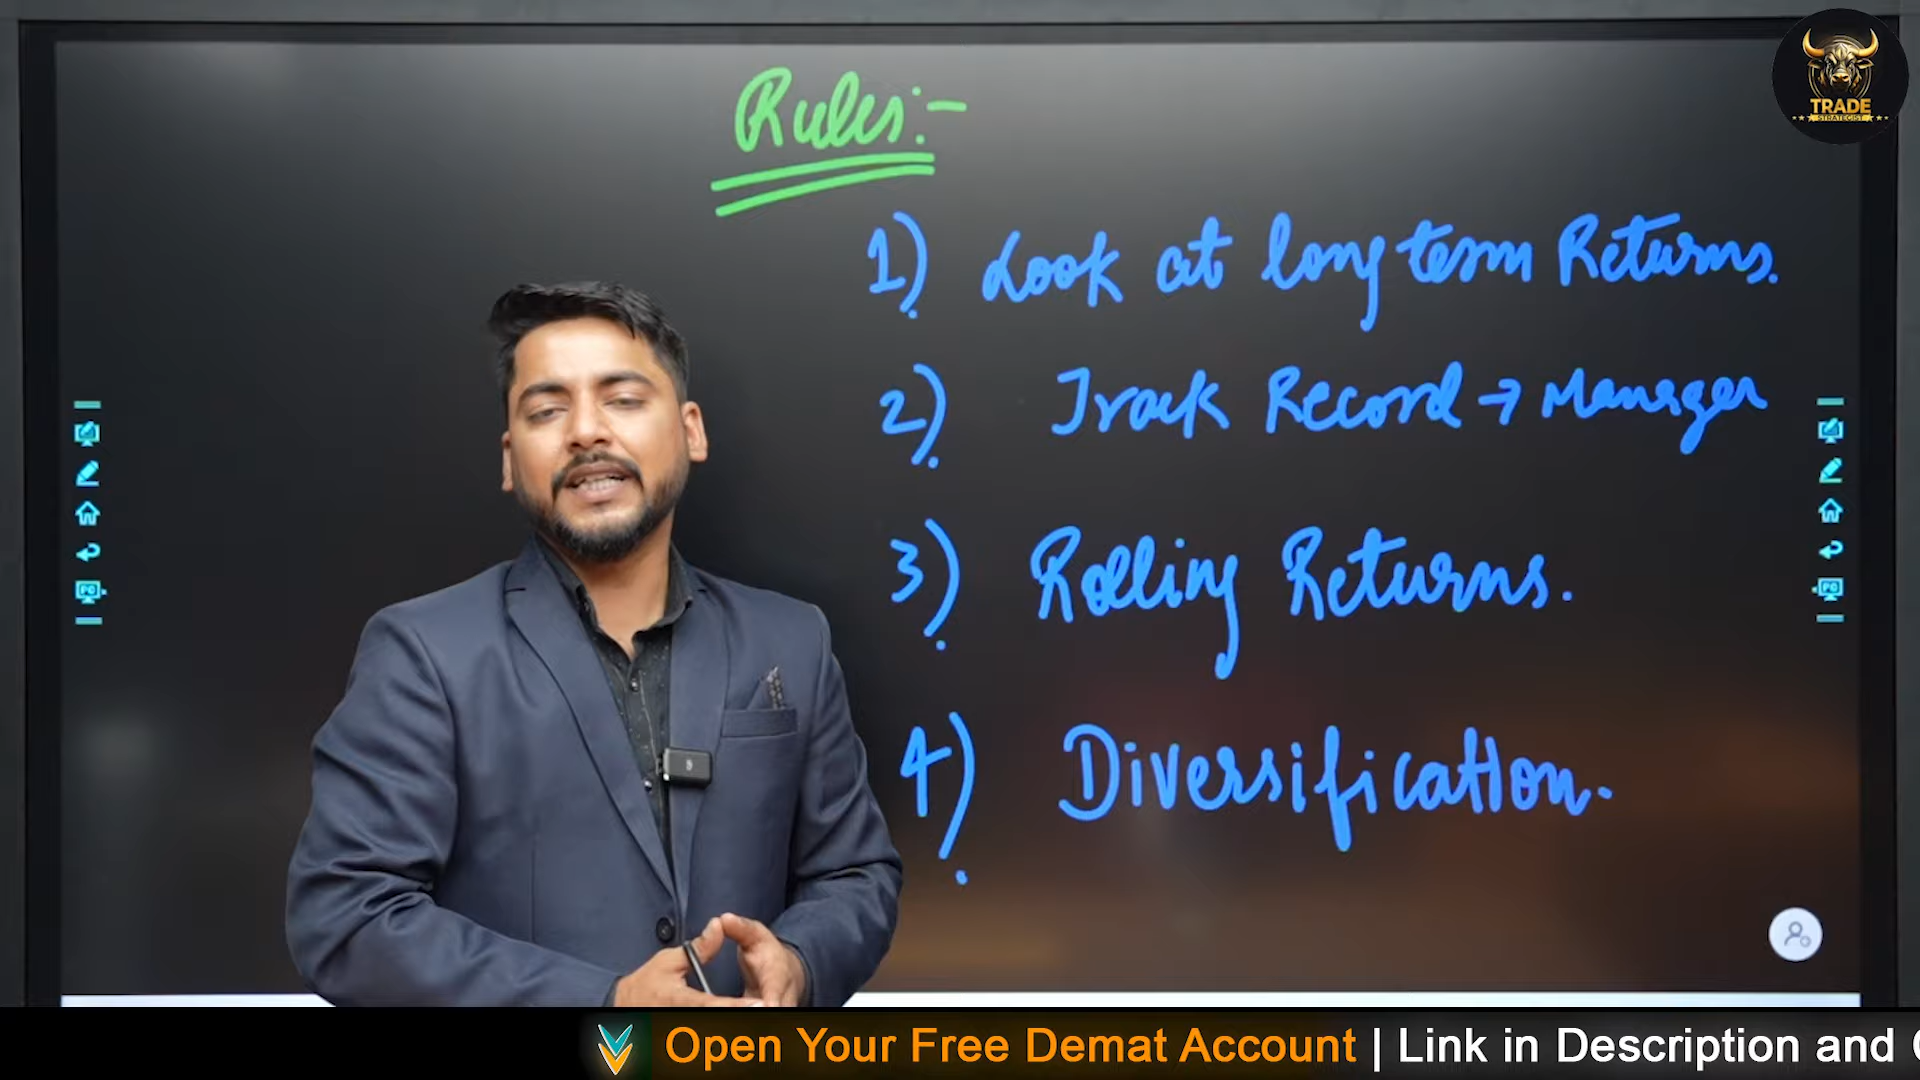 TRADE
STRATEGIST
Rules:-
1) Look at long term Returns.
2) Track Record → Manager
3) Rolling Returns.
4) Diversification.
Open Your Free Demat Account | Link in Description and